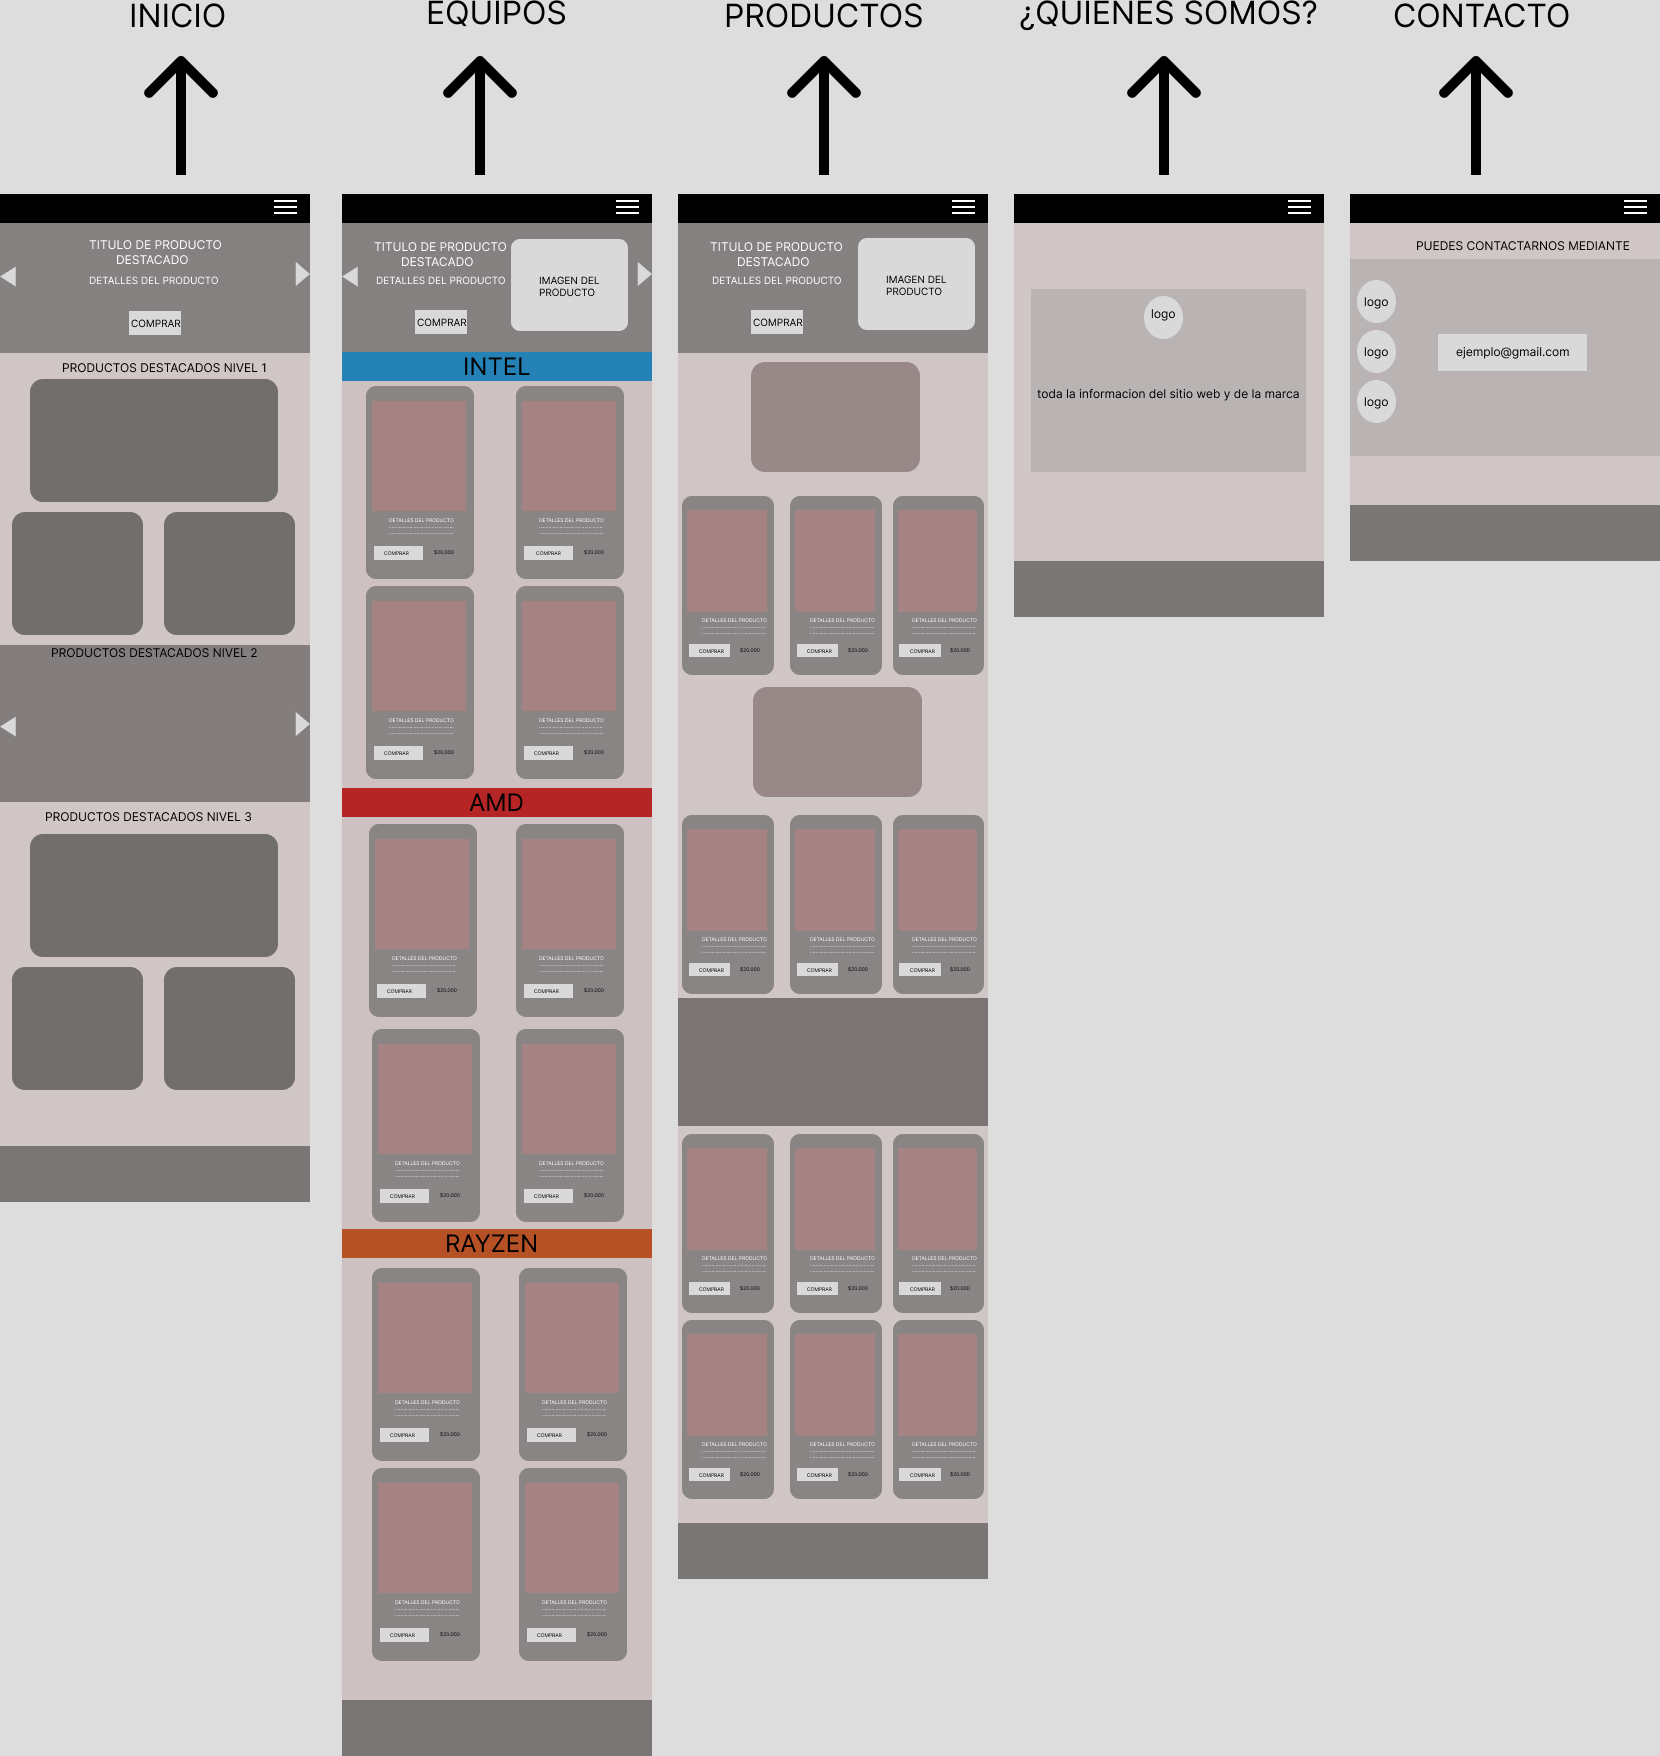 INICIO
EQUIPOS
PRODUCTOS
¿QUIENES SOMOS?
CONTACTO
TITULO DE PRODUCTO
DESTACADO
DETALLES DEL PRODUCTO
COMPRAR
PRODUCTOS DESTACADOS NIVEL 1
PRODUCTOS DESTACADOS NIVEL 2
PRODUCTOS DESTACADOS NIVEL 3
TITULO DE PRODUCTO
DESTACADO
DETALLES DEL PRODUCTO
COMPRAR
IMAGEN DEL
PRODUCTO
INTEL
DETALLES DEL PRODUCTO
COMPRAR $20.000
DETALLES DEL PRODUCTO
COMPRAR $20.000
DETALLES DEL PRODUCTO
COMPRAR $20.000
DETALLES DEL PRODUCTO
COMPRAR $20.000
AMD
DETALLES DEL PRODUCTO
COMPRAR $20.000
DETALLES DEL PRODUCTO
COMPRAR $20.000
DETALLES DEL PRODUCTO
COMPRAR $20.000
DETALLES DEL PRODUCTO
COMPRAR $20.000
RAYZEN
DETALLES DEL PRODUCTO
COMPRAR $20.000
DETALLES DEL PRODUCTO
COMPRAR $20.000
DETALLES DEL PRODUCTO
COMPRAR $20.000
DETALLES DEL PRODUCTO
COMPRAR $20.000
TITULO DE PRODUCTO
DESTACADO
DETALLES DEL PRODUCTO
COMPRAR
IMAGEN DEL
PRODUCTO
DETALLES DEL PRODUCTO
COMPRAR $20.000
DETALLES DEL PRODUCTO
COMPRAR $20.000
DETALLES DEL PRODUCTO
COMPRAR $20.000
DETALLES DEL PRODUCTO
COMPRAR $20.000
DETALLES DEL PRODUCTO
COMPRAR $20.000
DETALLES DEL PRODUCTO
COMPRAR $20.000
DETALLES DEL PRODUCTO
COMPRAR $20.000
DETALLES DEL PRODUCTO
COMPRAR $20.000
DETALLES DEL PRODUCTO
COMPRAR $20.000
DETALLES DEL PRODUCTO
COMPRAR $20.000
DETALLES DEL PRODUCTO
COMPRAR $20.000
DETALLES DEL PRODUCTO
COMPRAR $20.000
logo
toda la informacion del sitio web y de la marca
PUEDES CONTACTARNOS MEDIANTE
logo
logo
logo
ejemplo@gmail.com